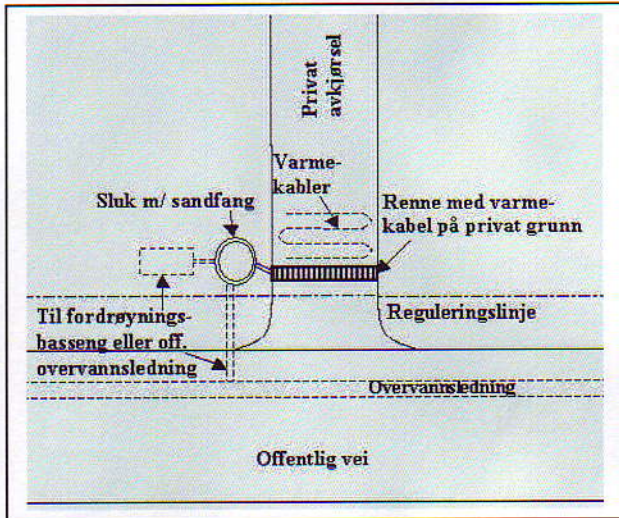 Privat
avkjørsel
Varme-
kabler
Sluk m/ sandfang
Renne med varme-
kabel på privat grunn
Til fordrøynings-
basseng eller off.
overvannsledning
Reguleringslinje
Overvannsledning
Offentlig vei